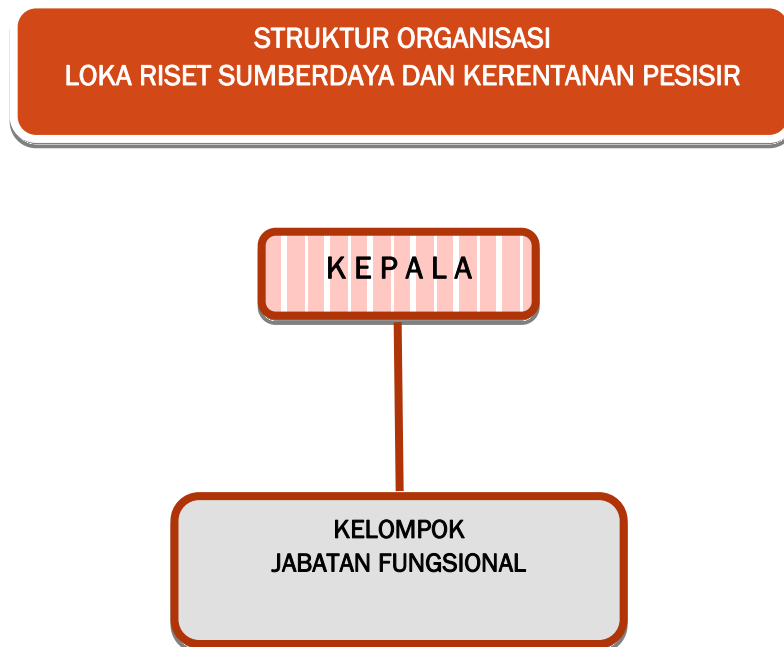 STRUKTUR ORGANISASI
LOKA RISET SUMBERDAYA DAN KERENTANAN PESISIR
K E P A L A
KELOMPOK
JABATAN FUNGSIONAL